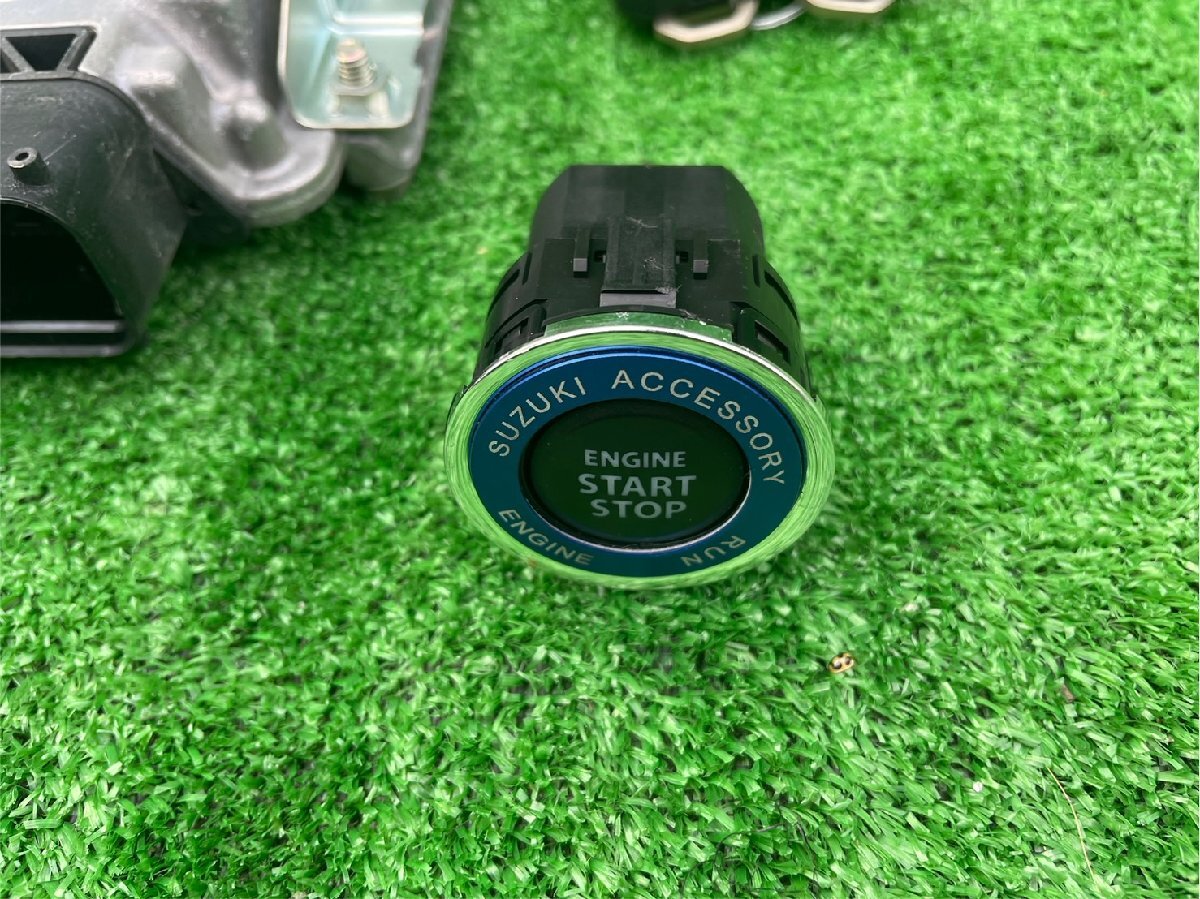 SUZUKI ACCESSORY
ENGINE
START
STOP
ENGINE RUN